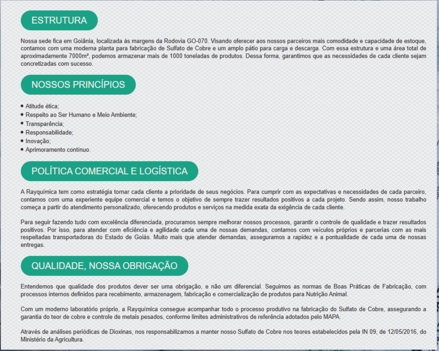 ESTRUTURA
Nossa sede fica em Goiânia, localizada às margens da Rodovia GO-070. Visando oferecer aos nossos parceiros mais comodidade e capacidade de estoque,
contamos com uma moderna planta para fabricação de Sulfato de Cobre e um amplo pátio para carga e descarga. Com essa estrutura e uma área total de
aproximadamente 7000m², podemos armazenar mais de 1000 toneladas de produtos. Dessa forma, garantimos que as necessidades de cada cliente sejam
concretizadas com sucesso.
NOSSOS PRINCÍPIOS
• Atitude ética;
• Respeito ao Ser Humano e Meio Ambiente;
• Transparência;
• Responsabilidade;
• Inovação;
• Aprimoramento contínuo.
POLÍTICA COMERCIAL E LOGÍSTICA
A Rayquímica tem como estratégia tornar cada cliente a prioridade de seus negócios. Para cumprir com as expectativas e necessidades de cada parceiro,
contamos com uma experiente equipe comercial e temos o objetivo de sempre trazer resultados positivos a cada projeto. Sendo assim, nosso trabalho
começa a partir do atendimento personalizado, oferecendo produtos e serviços na medida exata da exigência de cada cliente.
Para seguir fazendo tudo com excelência diferenciada, procuramos sempre melhorar nossos processos, garantir o controle de qualidade e trazer resultados
positivos. Por isso, para atender com eficiência e agilidade cada uma de nossas demandas, contamos com veículos próprios e parcerias com as mais
respeitadas transportadoras do Estado de Goiás. Muito mais que atender demandas, asseguramos a rapidez e a pontualidade de cada uma de nossas
entregas.
QUALIDADE, NOSSA OBRIGAÇÃO
Entendemos que qualidade dos produtos dever ser uma obrigação, e não um diferencial. Seguimos as normas de Boas Práticas de Fabricação, com
processos internos definidos para recebimento, armazenagem, fabricação e comercialização de produtos para Nutrição Animal.
Com um moderno laboratório próprio, a Rayquímica consegue acompanhar todo o processo produtivo na fabricação do Sulfato de Cobre, assegurando a
garantia do teor de cobre e controle de metais pesados, conforme limites administrativos de referência adotados pelo MAPA.
Através de análises periódicas de Dioxinas, nos responsabilizamos a manter nosso Sulfato de Cobre nos teores estabelecidos pela IN 09, de 12/05/2016, do
Ministério da Agricultura.